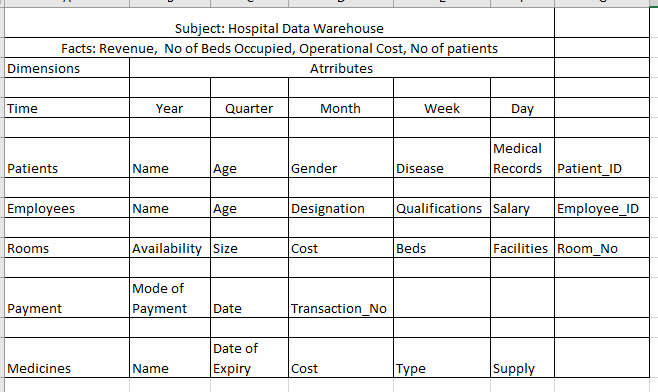 Subject: Hospital Data Warehouse
Facts: Revenue, No of Beds Occupied, Operational Cost, No of patients
Dimensions Atrributes
Time Year Quarter Month Week Day
Patients Name Age Gender Disease Medical Records Patient_ID
Employees Name Age Designation Qualifications Salary Employee_ID
Rooms Availability Size Cost Beds Facilities Room_No
Payment Mode of Payment Date Transaction_No
Medicines Name Date of Expiry Cost Type Supply